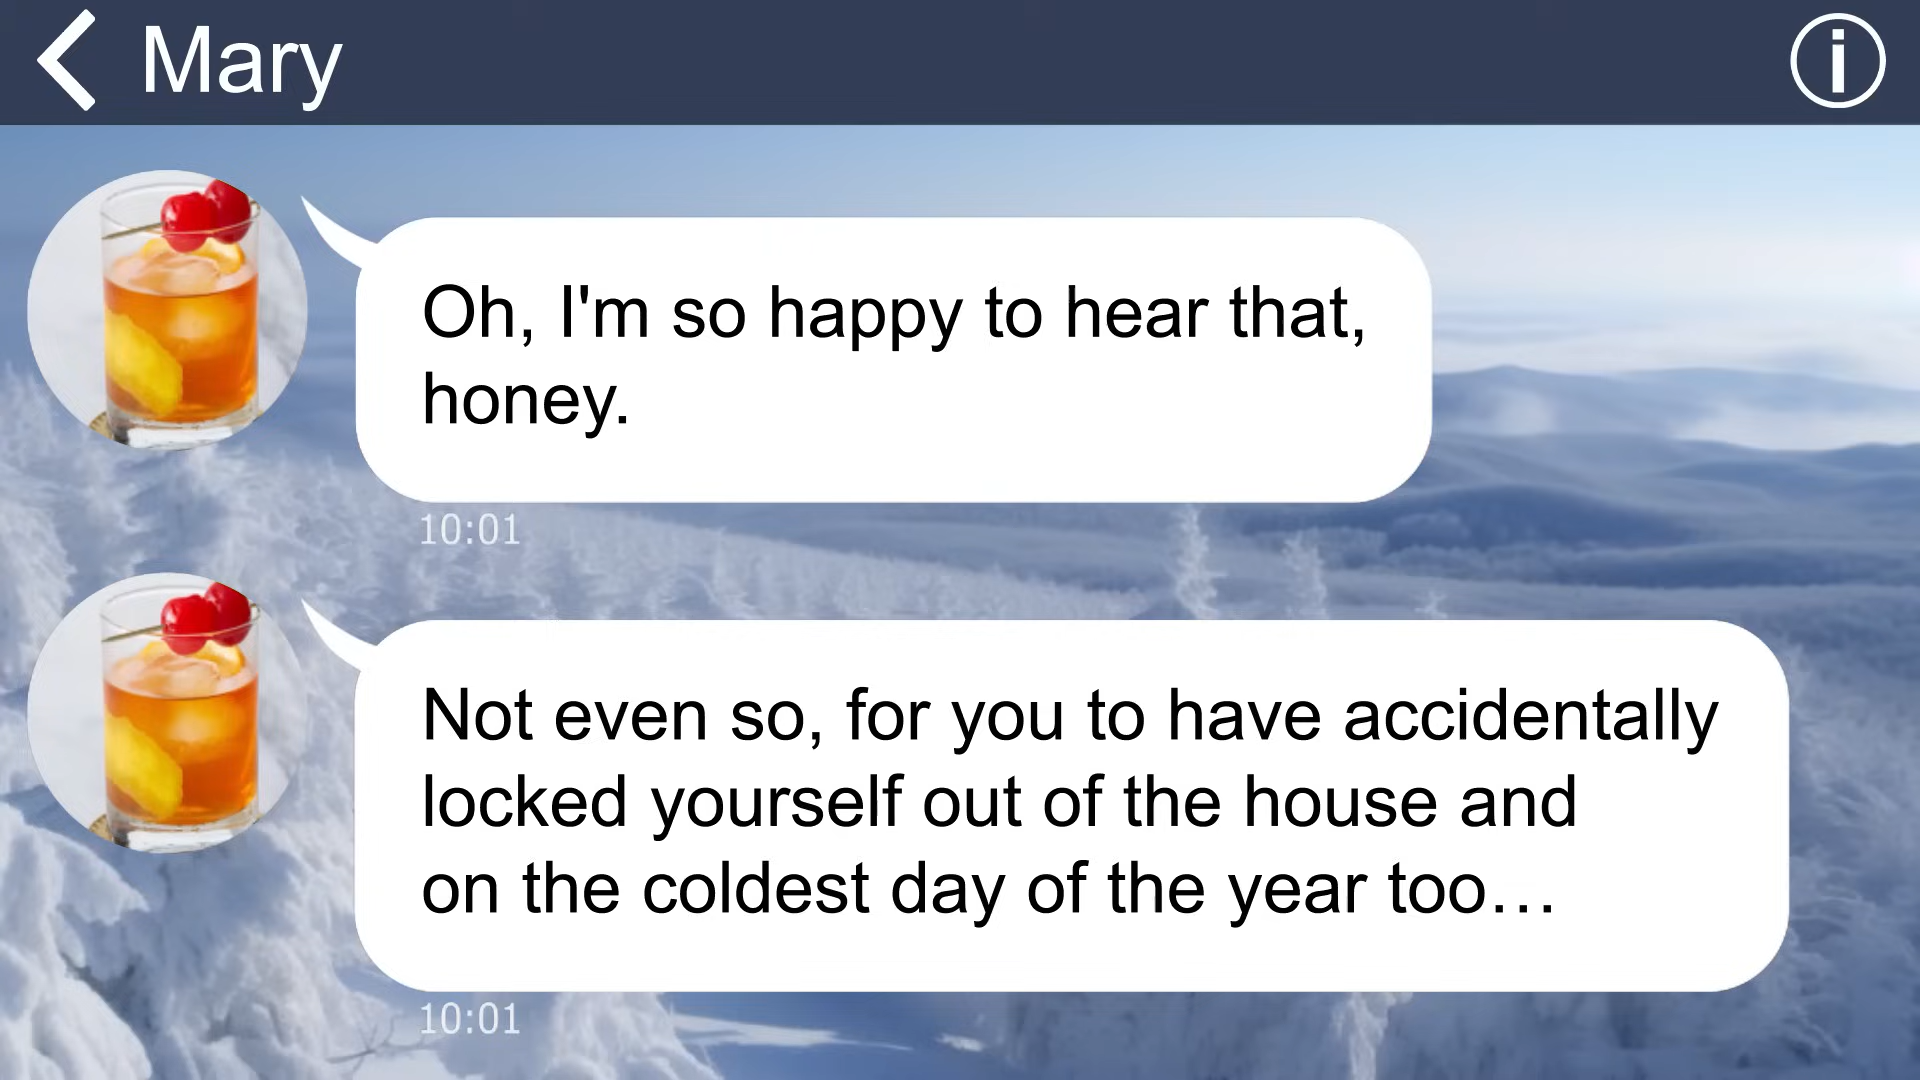 Mary
Oh, I'm so happy to hear that,
honey.
10:01
Not even so, for you to have accidentally
locked yourself out of the house and
on the coldest day of the year too…
10:01